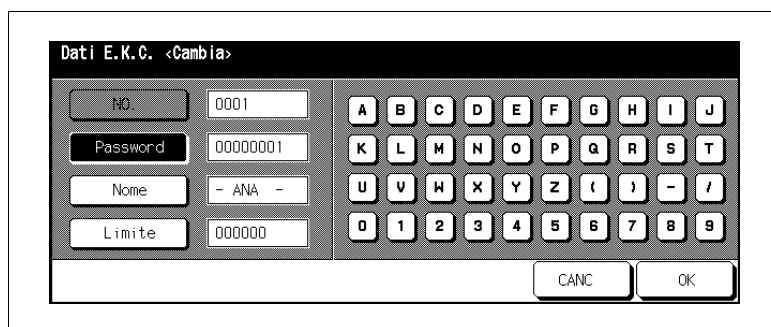 Dati E.K.C. <Cambia>
NO. 0001 A B C D E F G H I J
Password 00000001 K L M N O P Q R S T
Nome - ANA - U V W X Y Z ( ) - /
Limite 000000 0 1 2 3 4 5 6 7 8 9
CANC OK